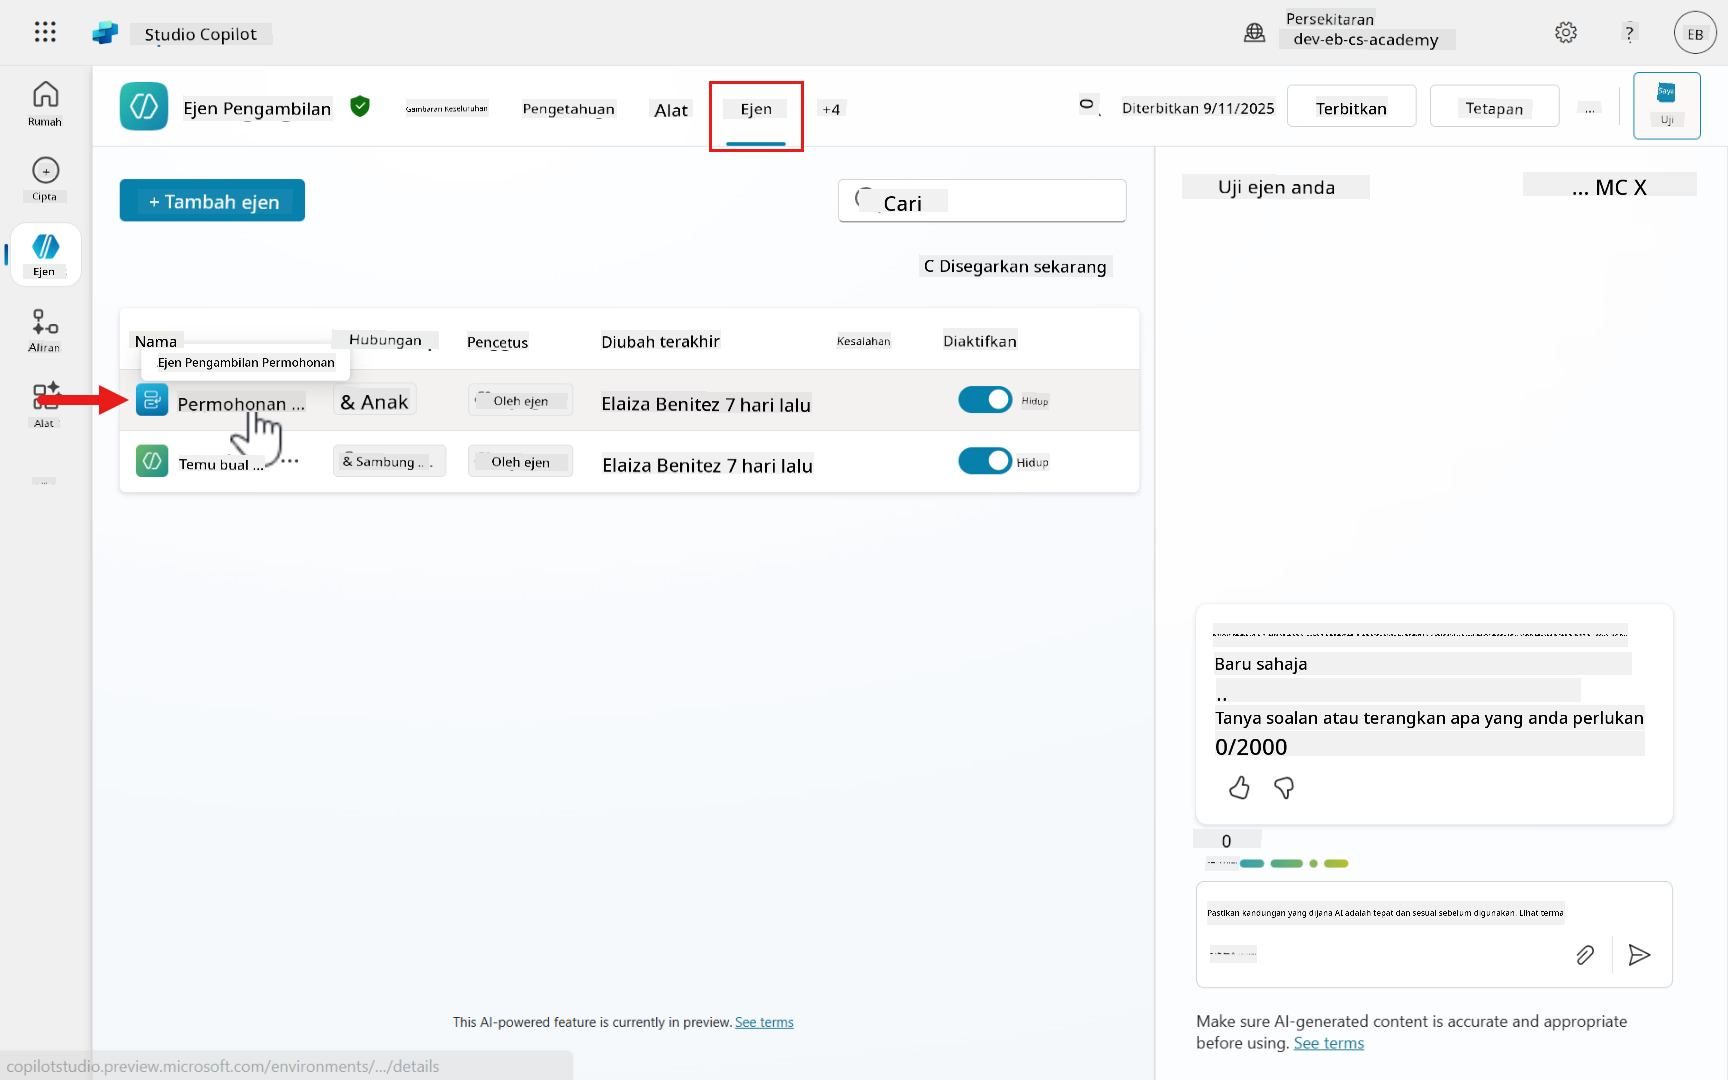 Studio Copilot
Persekitaran
dev-eb-cs-academy
?
EB
Rumah
Cipta
Ejen
Aliran
Alat
Ejen Pengambilan
Gambaran Keseluruhan
Pengetahuan
Alat
Ejen
+4
Diterbitkan 9/11/2025
Terbitkan
Tetapan
...
Saya
Uji
+ Tambah ejen
Cari
C Disegarkan sekarang
Nama
Hubungan
Pencetus
Diubah terakhir
Kesalahan
Diaktifkan
Ejen Pengambilan Permohonan
Permohonan ...
& Anak
Oleh ejen
Elaiza Benitez 7 hari lalu
Hidup
Temu bual ...
& Sambung ...
Oleh ejen
Elaiza Benitez 7 hari lalu
Hidup
This AI-powered feature is currently in preview. See terms
copilotstudio.preview.microsoft.com/environments/.../details
Uji ejen anda
... MC X
Baru sahaja
..
Tanya soalan atau terangkan apa yang anda perlukan
0/2000
0
Pastikan kandungan yang dijana AI adalah tepat dan sesuai sebelum digunakan. Lihat terma
Make sure AI-generated content is accurate and appropriate
before using. See terms